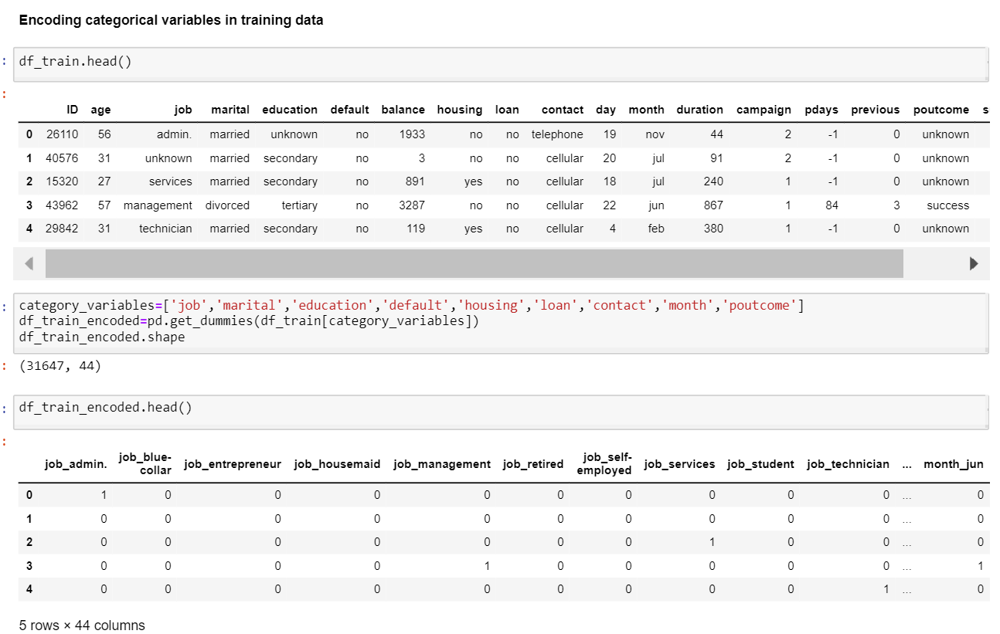 Encoding categorical variables in training data
: df_train.head()
:
ID age job marital education default balance housing loan contact day month duration campaign pdays previous poutcome s
0 26110 56 admin. married unknown no 1933 no no telephone 19 nov 44 2 -1 0 unknown
1 40576 31 unknown married secondary no 3 no no cellular 20 jul 91 2 -1 0 unknown
2 15320 27 services married secondary no 891 yes no cellular 18 jul 240 1 -1 0 unknown
3 43962 57 management divorced tertiary no 3287 no no cellular 22 jun 867 1 84 3 success
4 29842 31 technician married secondary no 119 yes no cellular 4 feb 380 1 -1 0 unknown
: category_variables=['job','marital','education','default','housing','loan','contact','month','poutcome']
df_train_encoded=pd.get_dummies(df_train[category_variables])
df_train_encoded.shape
: (31647, 44)
: df_train_encoded.head()
:
job_admin. job_blue-collar job_entrepreneur job_housemaid job_management job_retired job_self-employed job_services job_student job_technician ... month_jun
0 1 0 0 0 0 0 0 0 0 0 ... 0
1 0 0 0 0 0 0 0 0 0 0 ... 0
2 0 0 0 0 0 0 0 1 0 0 ... 0
3 0 0 0 0 1 0 0 0 0 0 ... 1
4 0 0 0 0 0 0 0 0 0 1 ... 0
5 rows × 44 columns